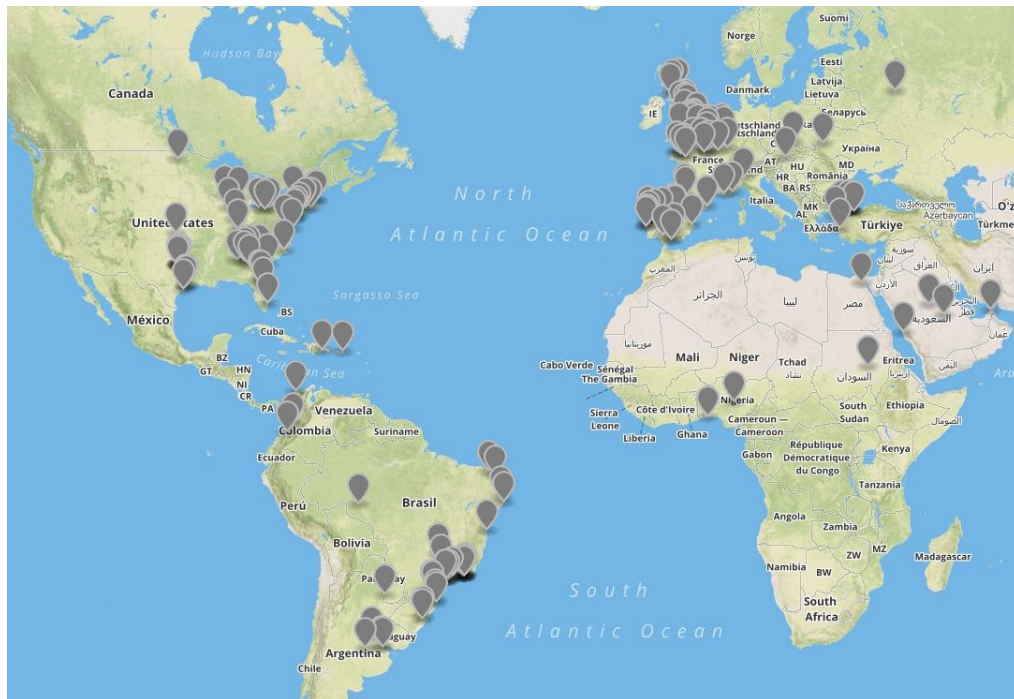 Suomi
Norge
Hudson Bay
Eesti
Latvija
Canada
Danmark
Lietuva
IE
Беларусь
Deutschland
Україна
France
AT
HU
MD
North
HR
România
BA
RS
United States
Italia
MK
AL
Atlantic Ocean
Ελλάδα
Türkiye
საქართველო
Azərbaycan
تونس
سوريا
المغرب
العراق
ایران
Sargasso Sea
الأردن
BS
الجزائر
ليبيا
مصر
México
Cuba
البحرين
قطر
السعودية
عمان
موريتانيا
BZ
Caribbean Sea
Mali
Niger
Cabo Verde
Sénégal
Tchad
Eritrea
GT
HN
The Gambia
تشاد
السودان
اليمن
NI
CR
Nigeria
PA
Venezuela
Sierra Leone
Côte d'Ivoire
South Sudan
Ethiopia
Colombia
Suriname
Liberia
Ghana
Cameroun — Cameroon
الصومال
Ecuador
Gabon
République Démocratique du Congo
Kenya
Tanzania
Perú
Brasil
Angola
Bolivia
Zambia
Madagascar
Namibia
ZW
MZ
BW
Paraguay
South
South Africa
Uruguay
Atlantic Ocean
Argentina
Chile